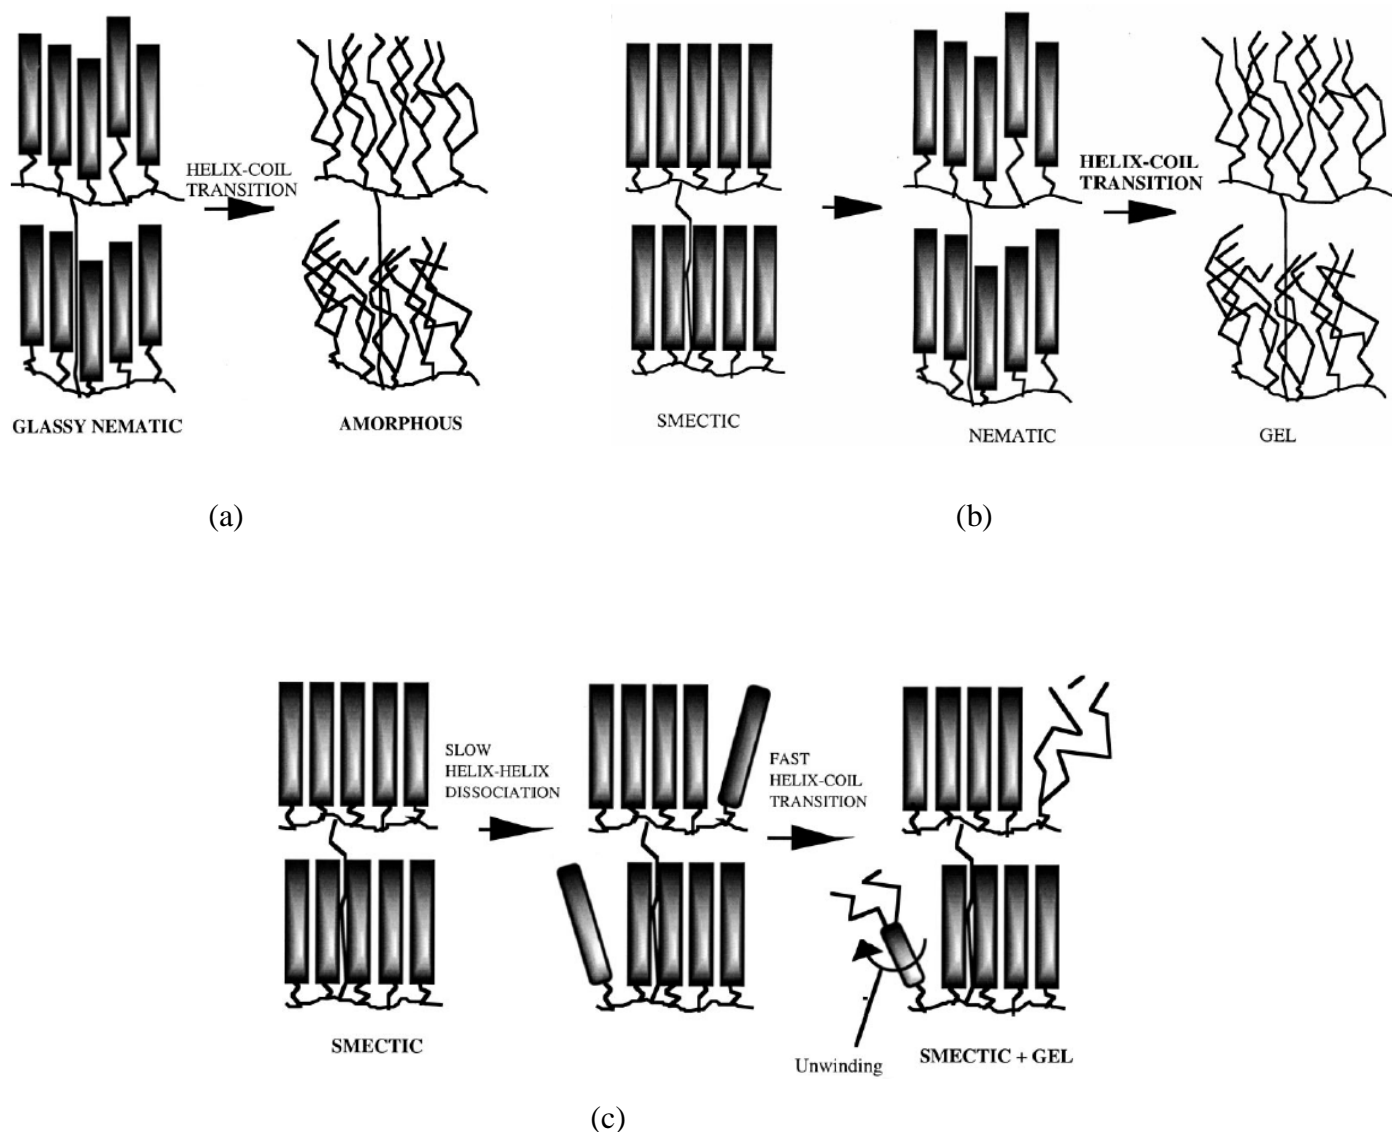 HELIX-COIL
TRANSITION
GLASSY NEMATIC
AMORPHOUS
(a)
HELIX-COIL
TRANSITION
SMECTIC
NEMATIC
GEL
(b)
SLOW
HELIX-HELIX
DISSOCIATION
FAST
HELIX-COIL
TRANSITION
SMECTIC
Unwinding
SMECTIC + GEL
(c)